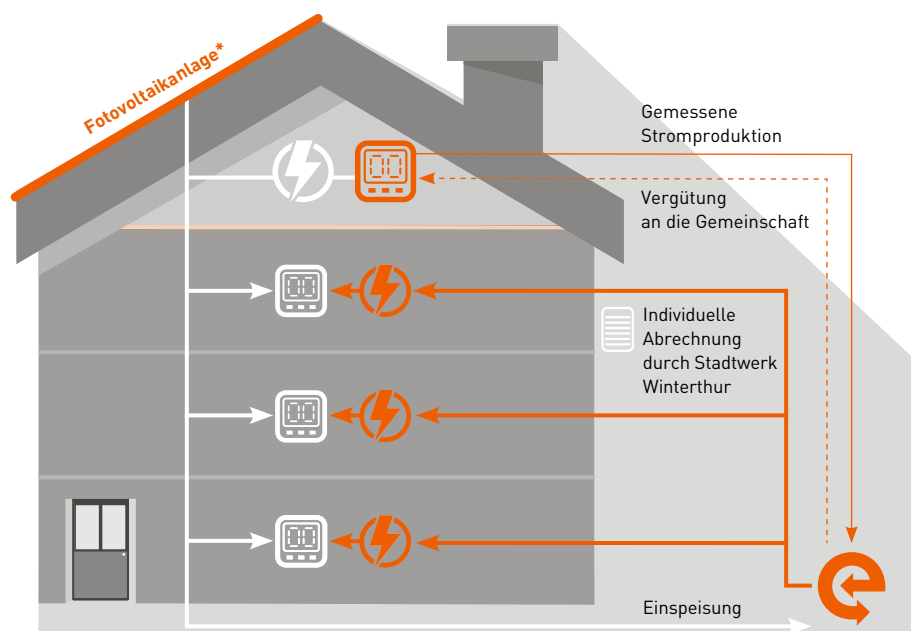 Fotovoltaikanlage*
Gemessene
Stromproduktion
Vergütung
an die Gemeinschaft
Individuelle
Abrechnung
durch Stadtwerk
Winterthur
Einspeisung